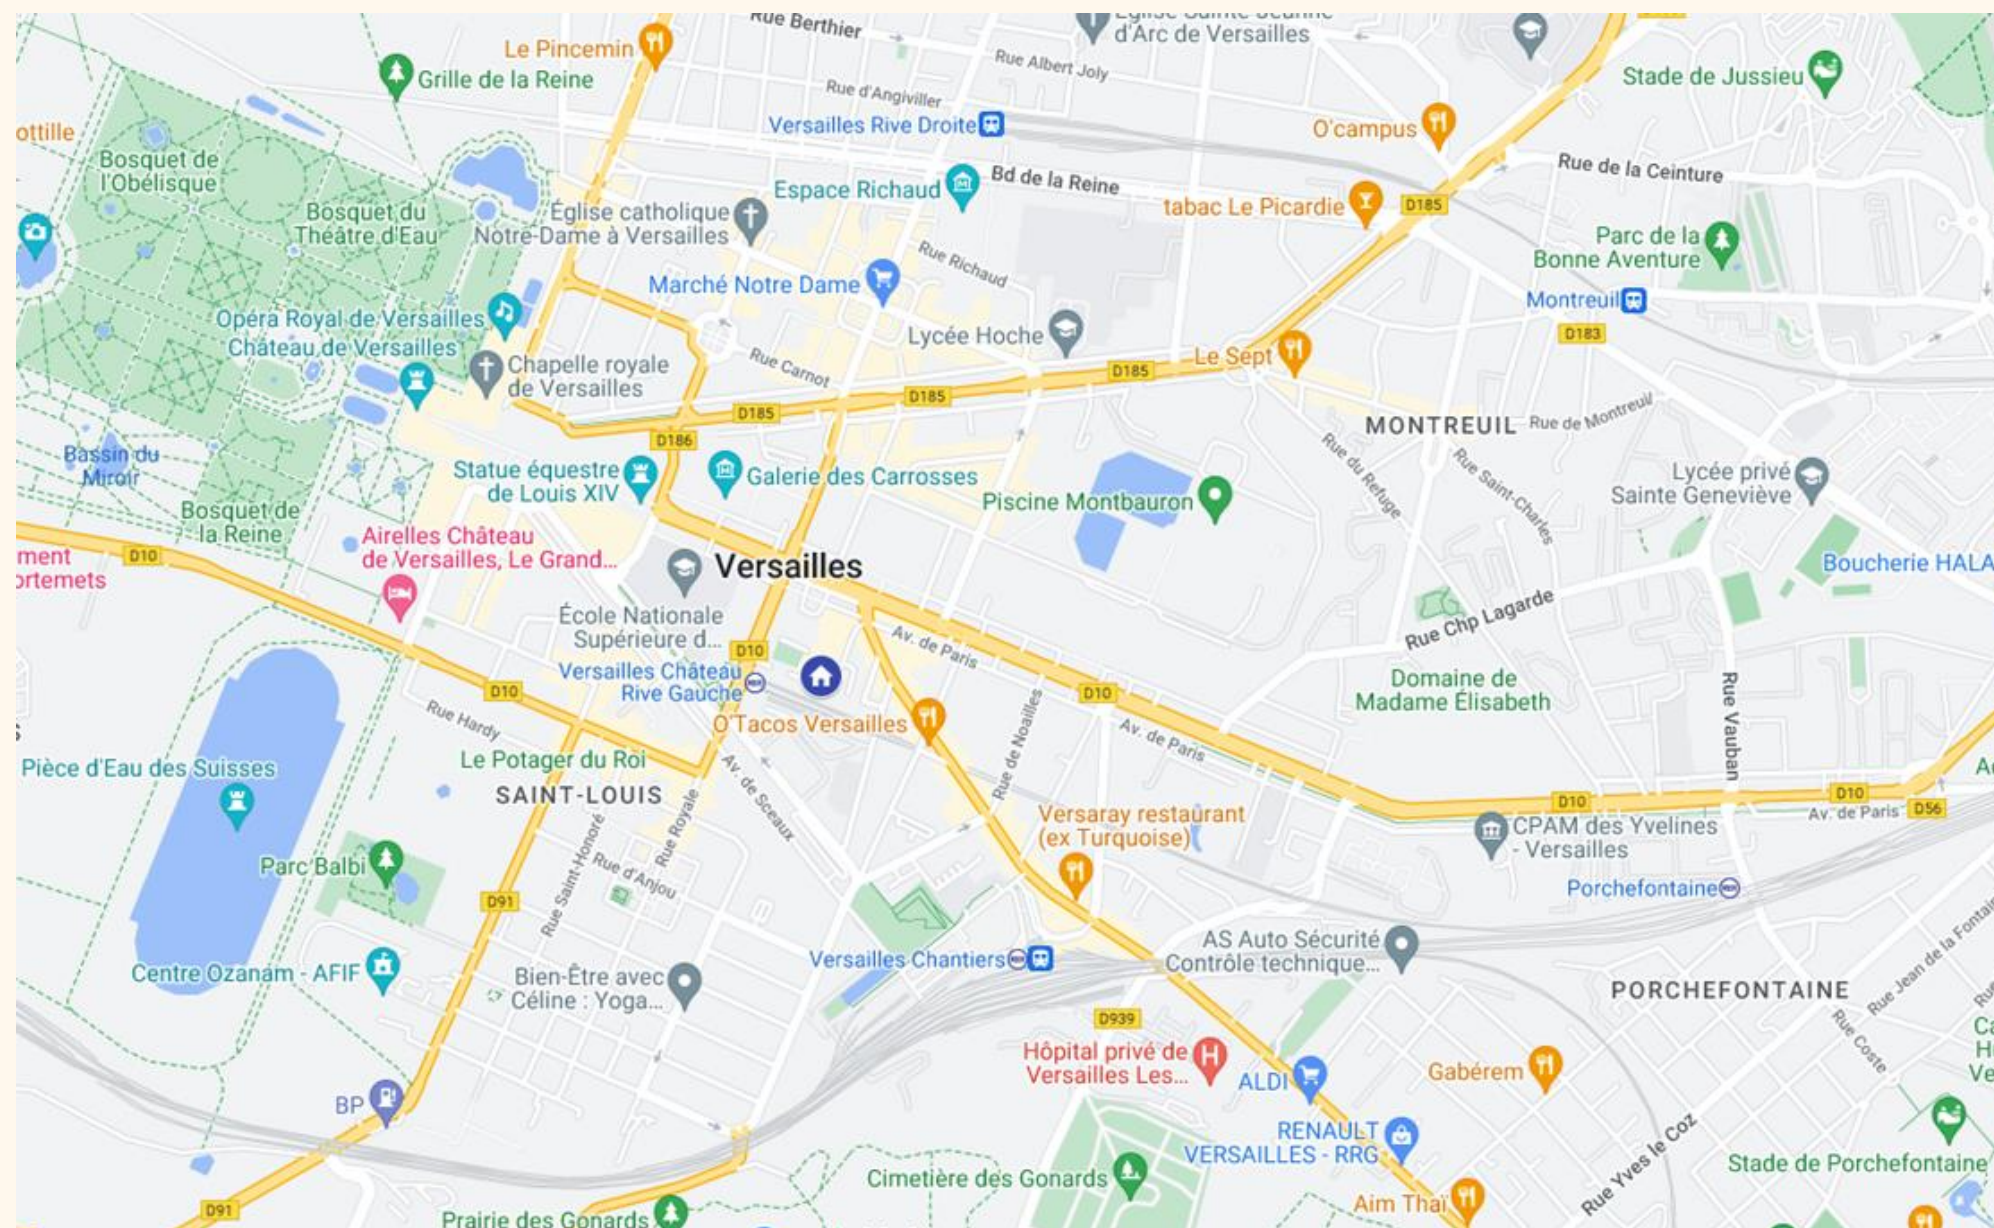 Rue Berthier
Église Sainte-Jeanne
d'Arc de Versailles
Le Pincemin
Grille de la Reine
Rue Albert Joly
Stade de Jussieu
Rue d'Angiviller
Versailles Rive Droite
O'campus
ottille
Bosquet de
l'Obélisque
Rue de la Ceinture
Bd de la Reine
Espace Richaud
tabac Le Picardie
D185
Bosquet du
Théâtre d'Eau
Église catholique
Notre-Dame à Versailles
Parc de la
Bonne Aventure
Rue Richaud
Marché Notre Dame
Montreuil
D183
Opéra Royal de Versailles
Château de Versailles
Lycée Hoche
Le Sept
Chapelle royale
de Versailles
Rue Carnot
D185
D185
D185
D186
MONTREUIL
Rue de Montreuil
Bassin du
Miroir
Statue équestre
de Louis XIV
Galerie des Carrosses
Rue du Refuge
Rue Saint-Charles
Lycée privé
Sainte Geneviève
Piscine Montbauron
Bosquet de
la Reine
Airelles Château
de Versailles, Le Grand...
D10
ment
ortemets
Versailles
Boucherie HALA
École Nationale
Supérieure d...
Rue Chp Lagarde
Av. de Paris
D10
Versailles Château
Rive Gauche
D10
D10
Domaine de
Madame Élisabeth
Rue Vauban
Rue Hardy
O'Tacos Versailles
Rue de Noailles
Av. de Paris
Le Potager du Roi
Pièce d'Eau des Suisses
SAINT-LOUIS
Av. de Sceaux
D10
D10
Av. de Paris
D56
Versaray restaurant
(ex Turquoise)
CPAM des Yvelines
- Versailles
Rue Saint-Honoré
Rue Royale
Rue d'Anjou
Parc Balbi
Porchefontaine
D91
AS Auto Sécurité
Contrôle technique...
Versailles Chantiers
Centre Ozanam - AFIF
Bien-Être avec
Céline : Yoga...
PORCHEFONTAINE
Rue Jean de la Fontaine
Rue Coste
D939
Hôpital privé de
Versailles Les...
ALDI
Gabérem
BP
RENAULT
VERSAILLES - RRG
Rue Yves le Coz
Cimetière des Gonards
Stade de Porchefontaine
Aim Thaï
D91
Prairie des Gonards